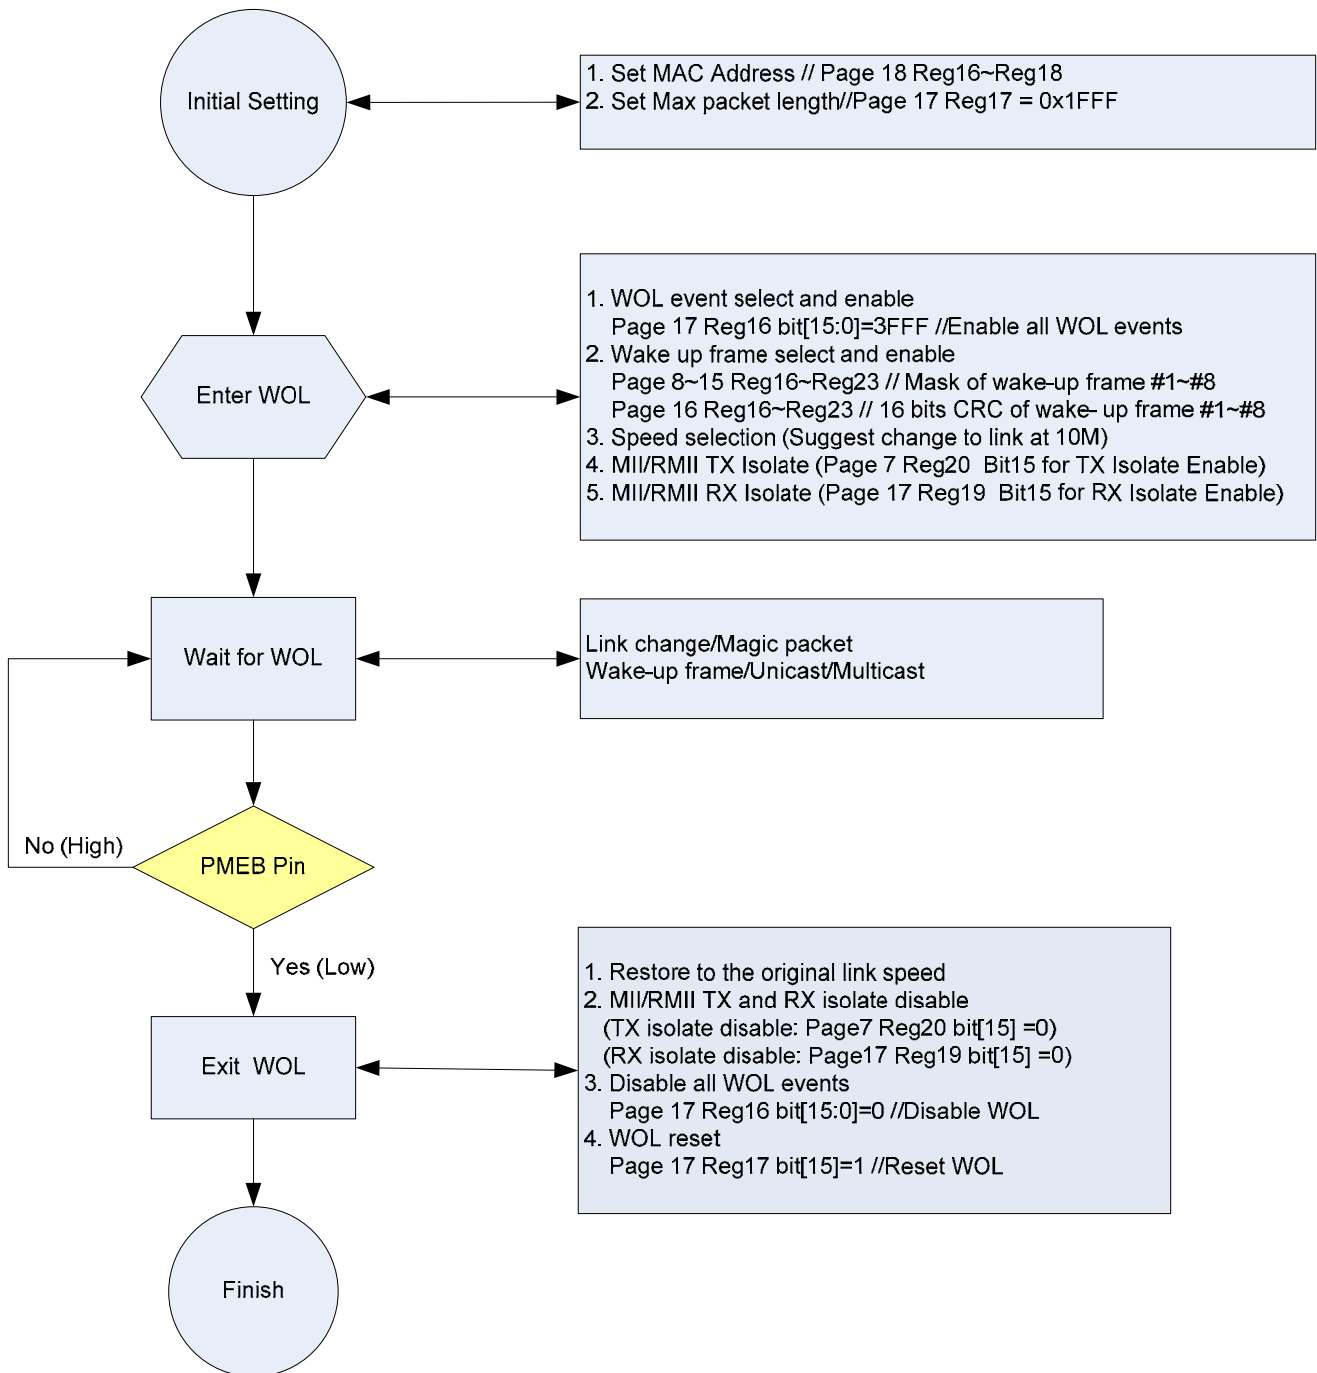 Initial Setting
1. Set MAC Address // Page 18 Reg16~Reg18
2. Set Max packet length//Page 17 Reg17 = 0x1FFF
Enter WOL
1. WOL event select and enable
Page 17 Reg16 bit[15:0]=3FFF //Enable all WOL events
2. Wake up frame select and enable
Page 8~15 Reg16~Reg23 // Mask of wake-up frame #1~#8
Page 16 Reg16~Reg23 // 16 bits CRC of wake- up frame #1~#8
3. Speed selection (Suggest change to link at 10M)
4. MII/RMII TX Isolate (Page 7 Reg20 Bit15 for TX Isolate Enable)
5. MII/RMII RX Isolate (Page 17 Reg19 Bit15 for RX Isolate Enable)
Wait for WOL
Link change/Magic packet
Wake-up frame/Unicast/Multicast
No (High)
PMEB Pin
Yes (Low)
Exit WOL
1. Restore to the original link speed
2. MII/RMII TX and RX isolate disable
(TX isolate disable: Page7 Reg20 bit[15] =0)
(RX isolate disable: Page17 Reg19 bit[15] =0)
3. Disable all WOL events
Page 17 Reg16 bit[15:0]=0 //Disable WOL
4. WOL reset
Page 17 Reg17 bit[15]=1 //Reset WOL
Finish